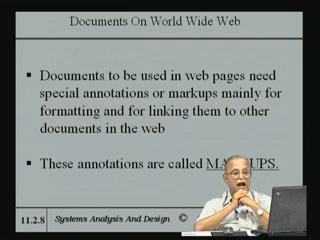 Documents On World Wide Web
▪ Documents to be used in web pages need
special annotations or markups mainly for
formatting and for linking them to other
documents in the web
▪ These annotations are called
11.2.8 Systems Analysis And Design ©